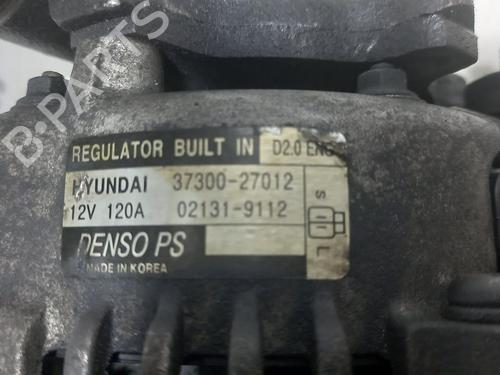 B-PARTS
REGULATOR BUILT IN D2.0 ENG
HYUNDAI 37300-27012
12V 120A 02131-9112
S
L
DENSO PS
MADE IN KOREA